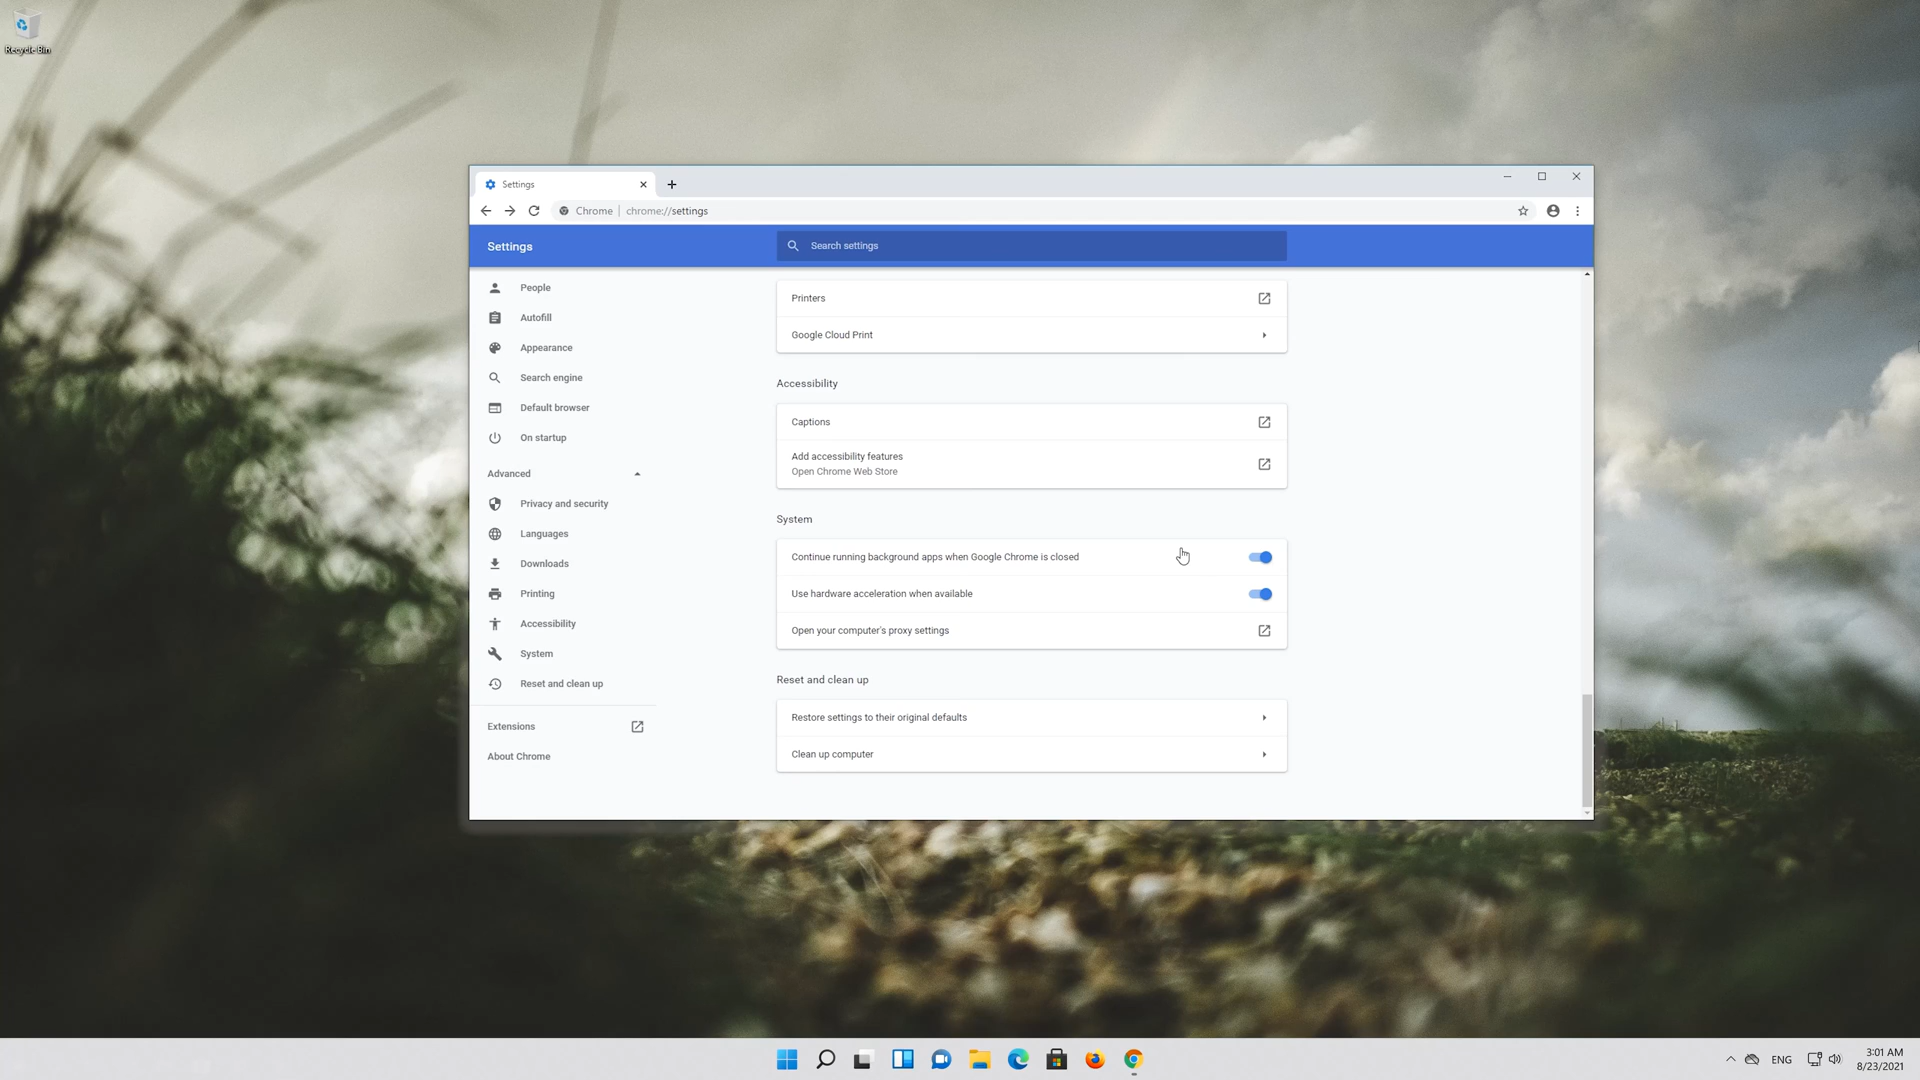 Recycle Bin
Settings
Chrome | chrome://settings
Settings
Search settings
People
Autofill
Appearance
Search engine
Default browser
On startup
Advanced
Privacy and security
Languages
Downloads
Printing
Accessibility
System
Reset and clean up
Extensions
About Chrome
Printers
Google Cloud Print
Accessibility
Captions
Add accessibility features
Open Chrome Web Store
System
Continue running background apps when Google Chrome is closed
Use hardware acceleration when available
Open your computer's proxy settings
Reset and clean up
Restore settings to their original defaults
Clean up computer
ENG
3:01 AM
8/23/2021